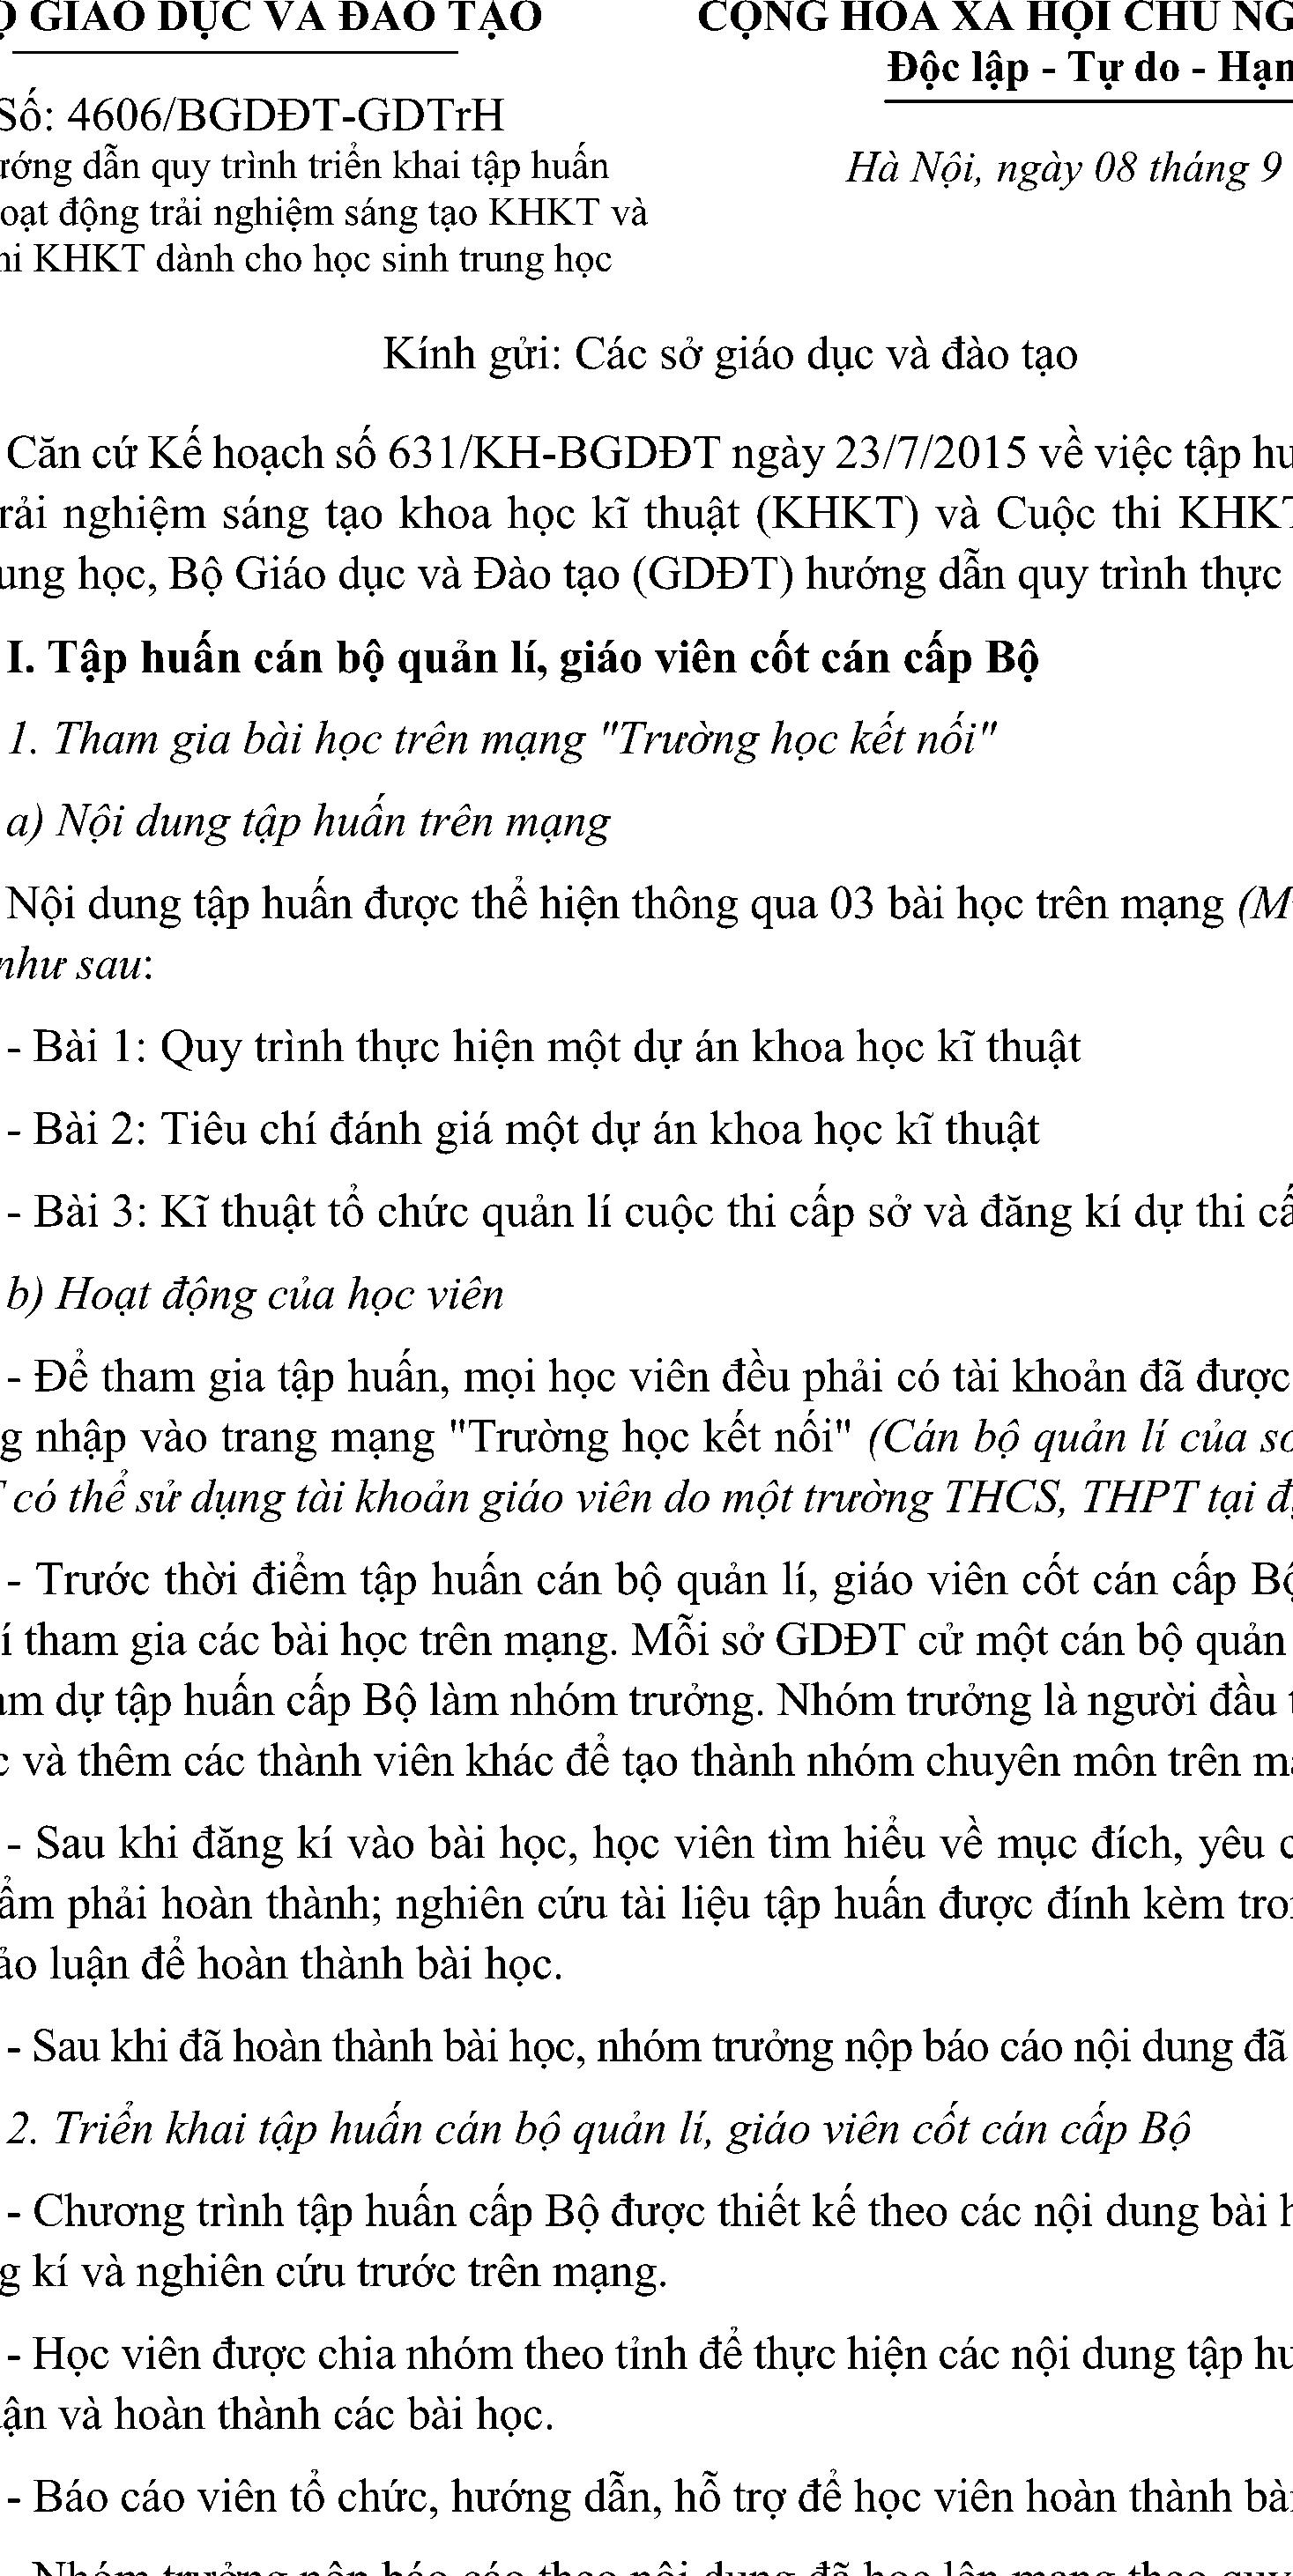 GIÁO DỤC VÀ ĐÀO TẠO
CỘNG HÒA XÃ HỘI CHỦ NG
Độc lập - Tự do - Hạn
Số: 4606/BGDĐT-GDTrH
ướng dẫn quy trình triển khai tập huấn
oạt động trải nghiệm sáng tạo KHKT và
hi KHKT dành cho học sinh trung học
Hà Nội, ngày 08 tháng 9
Kính gửi: Các sở giáo dục và đào tạo
Căn cứ Kế hoạch số 631/KH-BGDĐT ngày 23/7/2015 về việc tập hu
rải nghiệm sáng tạo khoa học kĩ thuật (KHKT) và Cuộc thi KHKT
ung học, Bộ Giáo dục và Đào tạo (GDĐT) hướng dẫn quy trình thực
I. Tập huấn cán bộ quản lí, giáo viên cốt cán cấp Bộ
1. Tham gia bài học trên mạng "Trường học kết nối"
a) Nội dung tập huấn trên mạng
Nội dung tập huấn được thể hiện thông qua 03 bài học trên mạng (M
như sau:
- Bài 1: Quy trình thực hiện một dự án khoa học kĩ thuật
- Bài 2: Tiêu chí đánh giá một dự án khoa học kĩ thuật
- Bài 3: Kĩ thuật tổ chức quản lí cuộc thi cấp sở và đăng kí dự thi cấ
b) Hoạt động của học viên
- Để tham gia tập huấn, mọi học viên đều phải có tài khoản đã được
g nhập vào trang mạng "Trường học kết nối" (Cán bộ quản lí của sở
có thể sử dụng tài khoản giáo viên do một trường THCS, THPT tại đ
- Trước thời điểm tập huấn cán bộ quản lí, giáo viên cốt cán cấp Bộ
í tham gia các bài học trên mạng. Mỗi sở GDĐT cử một cán bộ quản
am dự tập huấn cấp Bộ làm nhóm trưởng. Nhóm trưởng là người đầu t
c và thêm các thành viên khác để tạo thành nhóm chuyên môn trên mạ
- Sau khi đăng kí vào bài học, học viên tìm hiểu về mục đích, yêu c
ẩm phải hoàn thành; nghiên cứu tài liệu tập huấn được đính kèm tron
ảo luận để hoàn thành bài học.
- Sau khi đã hoàn thành bài học, nhóm trưởng nộp báo cáo nội dung đã
2. Triển khai tập huấn cán bộ quản lí, giáo viên cốt cán cấp Bộ
- Chương trình tập huấn cấp Bộ được thiết kế theo các nội dung bài h
g kí và nghiên cứu trước trên mạng.
- Học viên được chia nhóm theo tỉnh để thực hiện các nội dung tập hu
ận và hoàn thành các bài học.
- Báo cáo viên tổ chức, hướng dẫn, hỗ trợ để học viên hoàn thành bài
- Nhóm trưởng nộp báo cáo theo nội dung đã học lên mạng theo quy